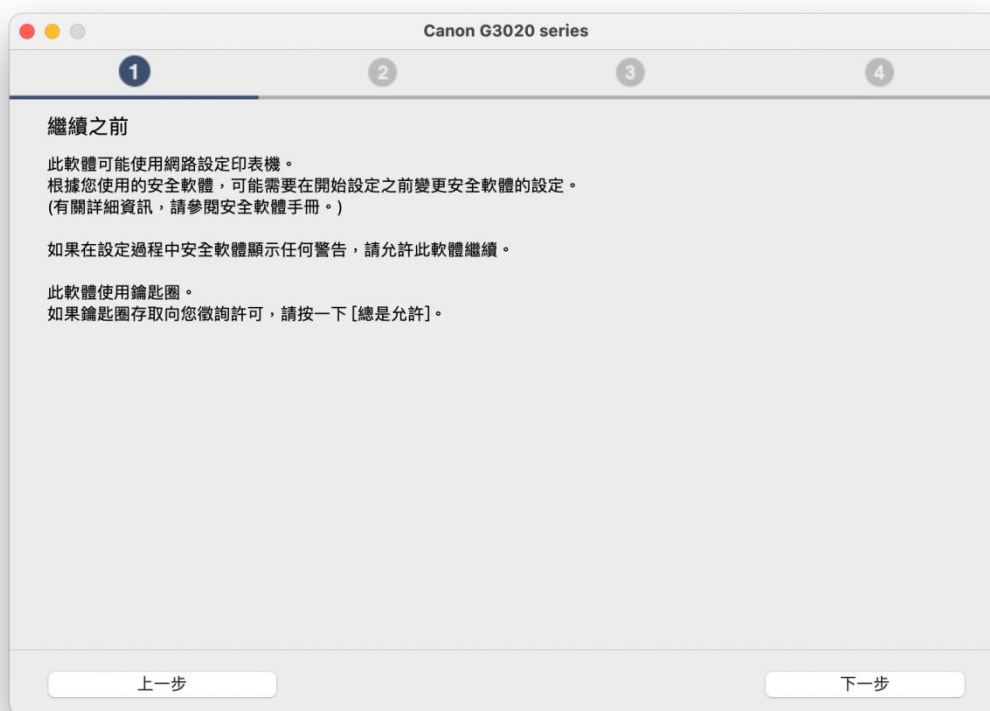 Canon G3020 series
1
2
3
4
繼續之前
此軟體可能使用網路設定印表機。
根據您使用的安全軟體，可能需要在開始設定之前變更安全軟體的設定。
(有關詳細資訊，請參閱安全軟體手冊。)
如果在設定過程中安全軟體顯示任何警告，請允許此軟體繼續。
此軟體使用鑰匙圈。
如果鑰匙圈存取向您徵詢許可，請按一下 [總是允許]。
上一步
下一步